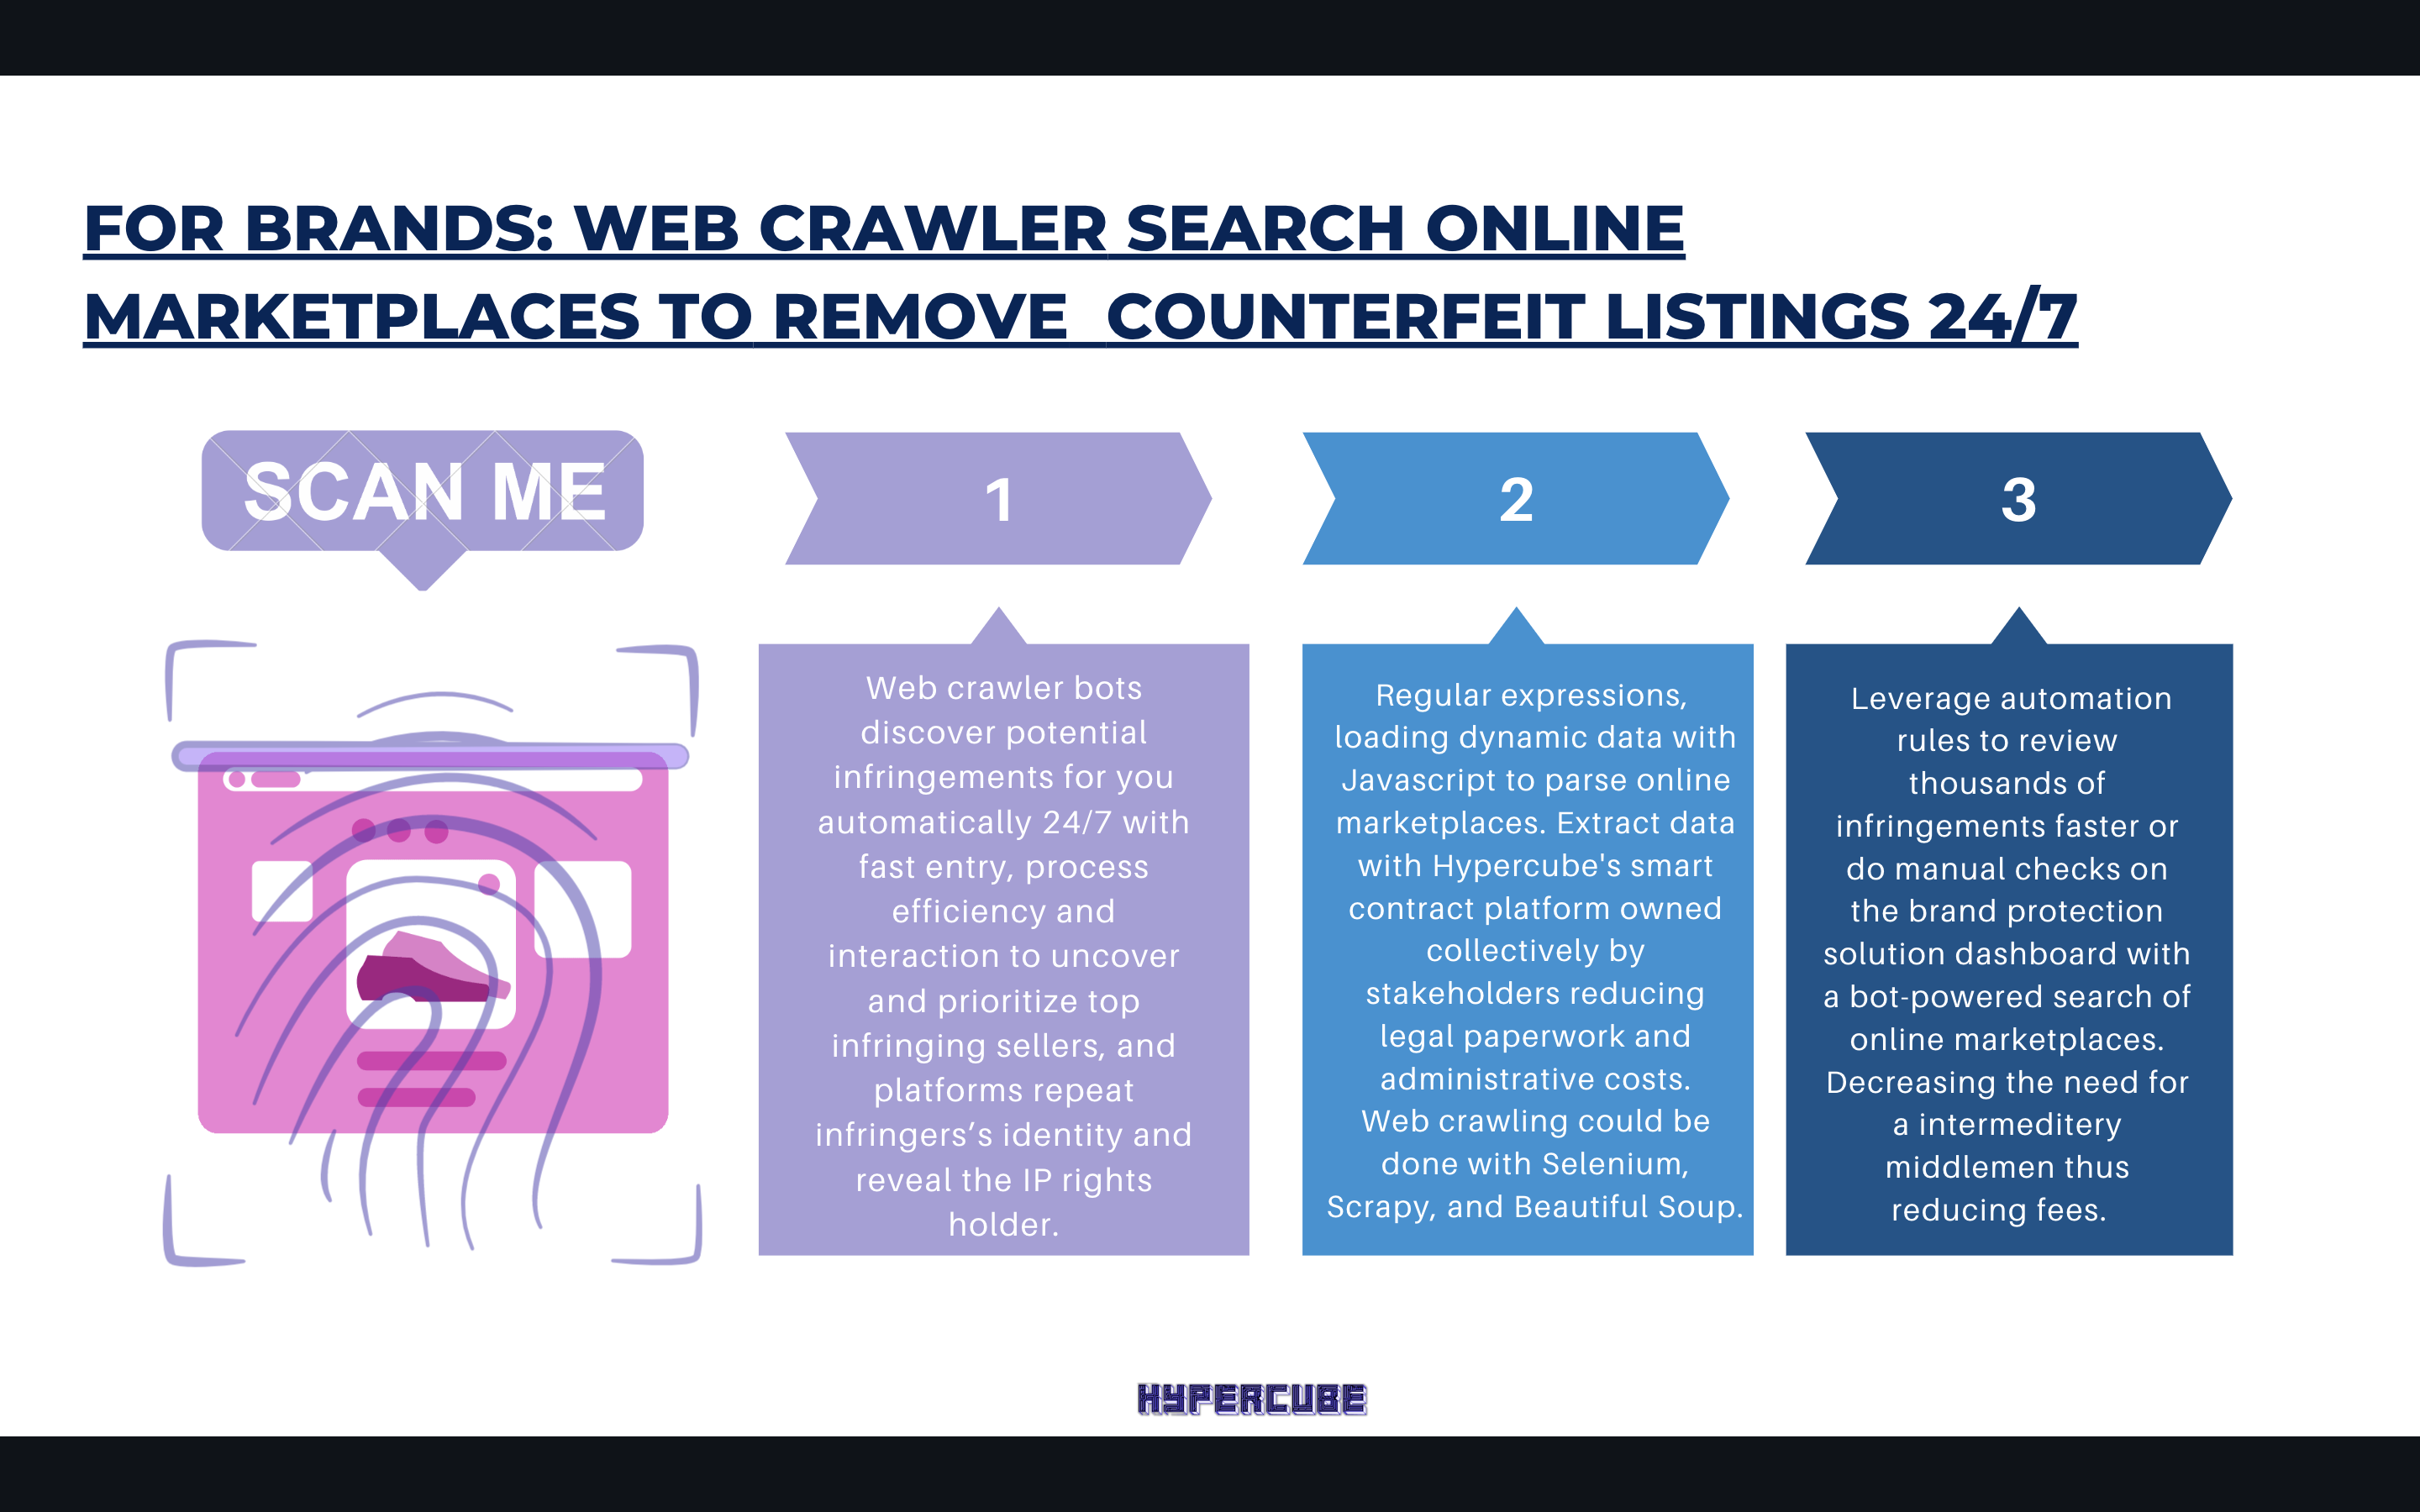 FOR BRANDS: WEB CRAWLER SEARCH ONLINE
MARKETPLACES TO REMOVE  COUNTERFEIT LISTINGS 24/7
SCAN ME
1
Web crawler bots
discover potential
infringements for you
automatically 24/7 with
fast entry, process
efficiency and
interaction to uncover
and prioritize top
infringing sellers, and
platforms repeat
infringers’s identity and
reveal the IP rights
holder.
2
Regular expressions,
loading dynamic data with
Javascript to parse online
marketplaces. Extract data
with Hypercube's smart
contract platform owned
collectively by
stakeholders reducing
legal paperwork and
administrative costs.
Web crawling could be
done with Selenium,
Scrapy, and Beautiful Soup.
3
Leverage automation
rules to review
thousands of
infringements faster or
do manual checks on
the brand protection
solution dashboard with
a bot-powered search of
online marketplaces.
Decreasing the need for
a intermeditery
middlemen thus
reducing fees.
HYPERCUBE